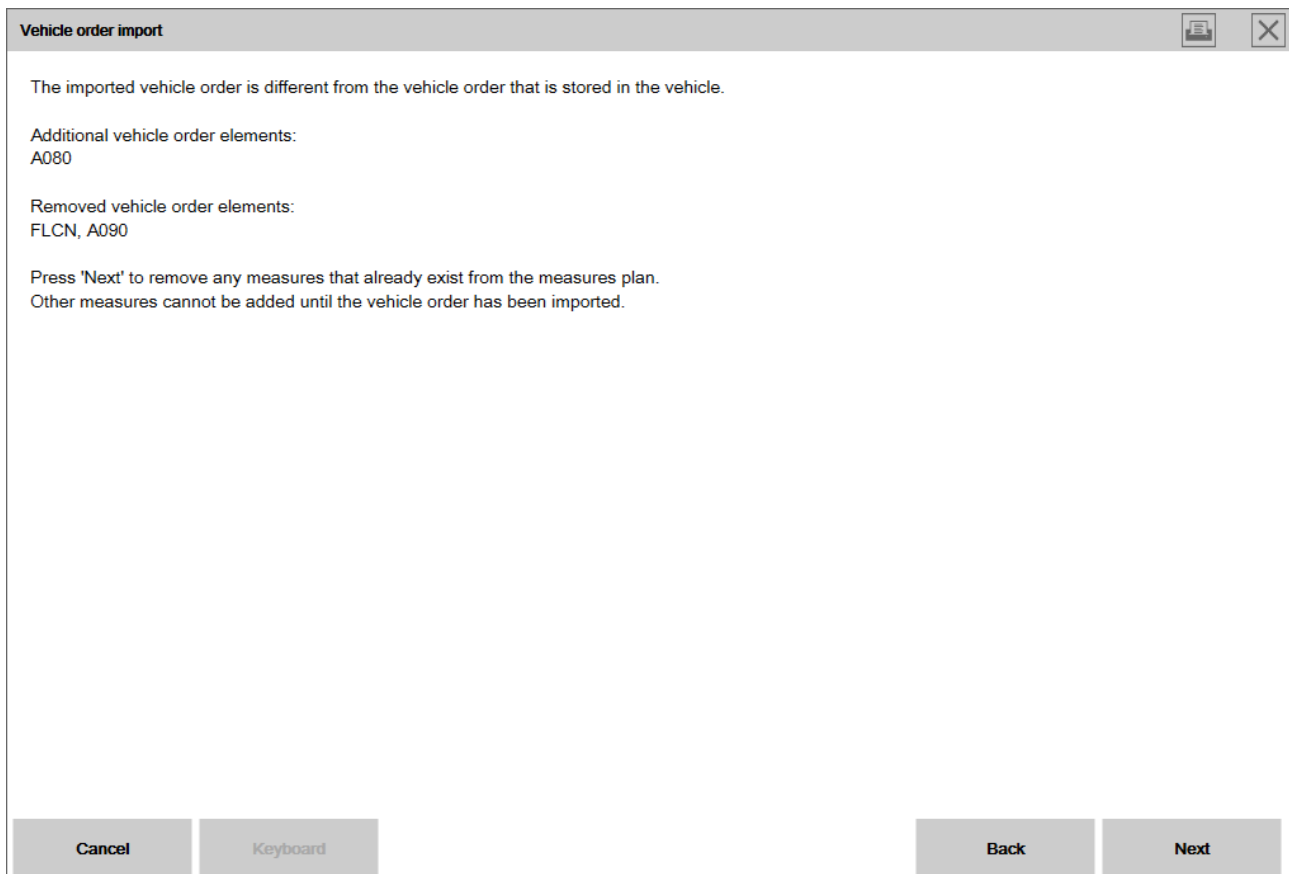 Vehicle order import
The imported vehicle order is different from the vehicle order that is stored in the vehicle.
Additional vehicle order elements:
A080
Removed vehicle order elements:
FLCN, A090
Press 'Next' to remove any measures that already exist from the measures plan.
Other measures cannot be added until the vehicle order has been imported.
Cancel
Keyboard
Back
Next